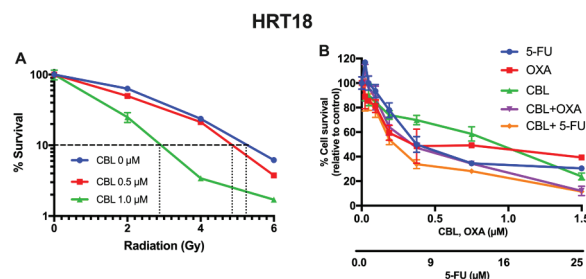 HRT18
A
% Survival
100
10
1
CBL 0 µM
CBL 0.5 µM
CBL 1.0 µM
0 2 4 6
Radiation (Gy)
B
% Cell survival
(relative to control)
120
100
80
60
40
20
0
5-FU
OXA
CBL
CBL+OXA
CBL+ 5-FU
0.0 0.5 1.0 1.5
CBL, OXA (µM)
0.0 9 16 25
5-FU (µM)